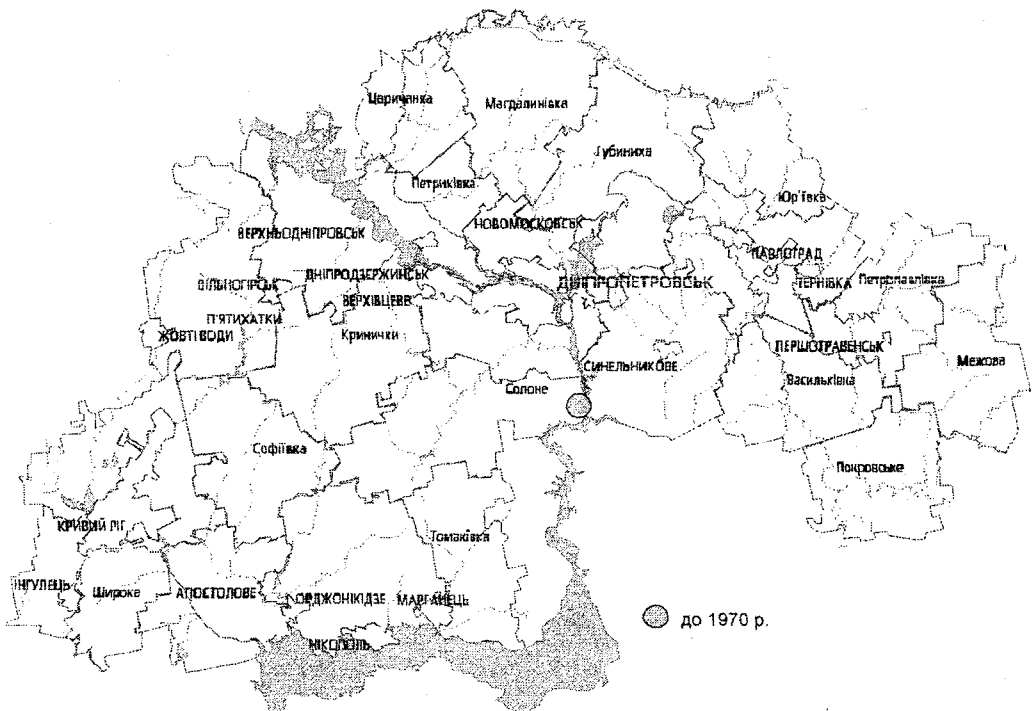 Царичанка
Магдалинівка
Губиниха
Петриківка
Юр'ївка
НОВОМОСКОВСЬК
ВЕРХНЬОДНІПРОВСЬК
ПАВЛОГРАД
ДНІПРОДЗЕРЖИНСЬК
ВІЛЬНОГІРСЬК
ДНІПРОПЕТРОВСЬК
ТЕРНІВКА
Петропавлівка
ВЕРХІВЦЕВЕ
П'ЯТИХАТКИ
ЖОВТІ ВОДИ
Кринички
ПЕРШОТРАВЕНСЬК
Межова
СИНЕЛЬНИКОВЕ
Васильківка
Солоне
Софіївка
Покровське
КРИВИЙ РІГ
Томаківка
ІНГУЛЕЦЬ
Широке
АПОСТОЛОВЕ
ОРДЖОНІКІДЗЕ
МАРГАНЕЦЬ
до 1970 р.
НІКОПОЛЬ